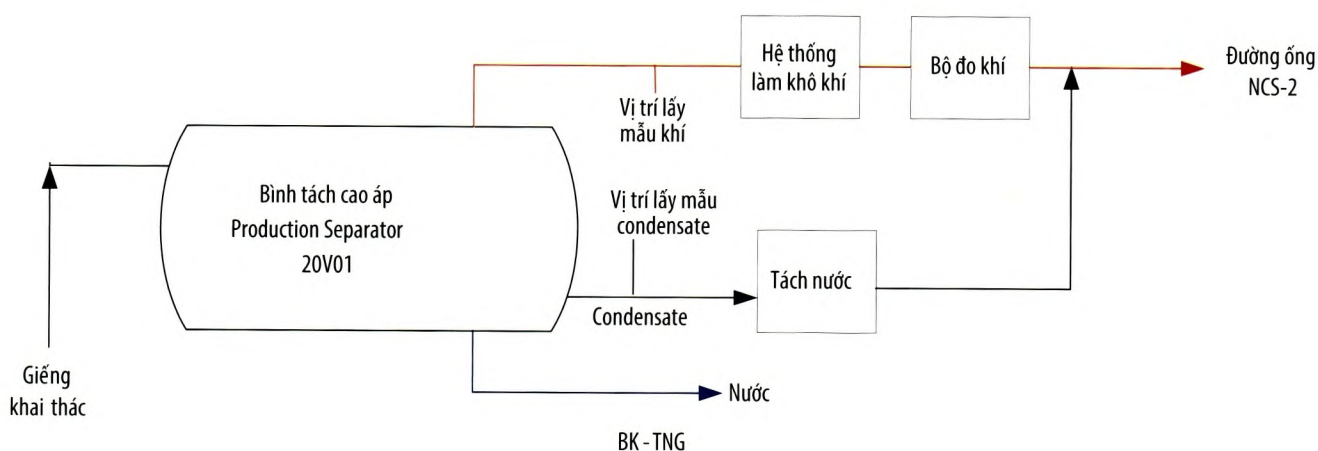 Hệ thống
làm khô khí
Bộ đo khí
Đường ống
NCS-2
Vị trí lấy
mẫu khí
Bình tách cao áp
Production Separator
20V01
Vị trí lấy mẫu
condensate
Tách nước
Condensate
Giếng
khai thác
Nước
BK - TNG